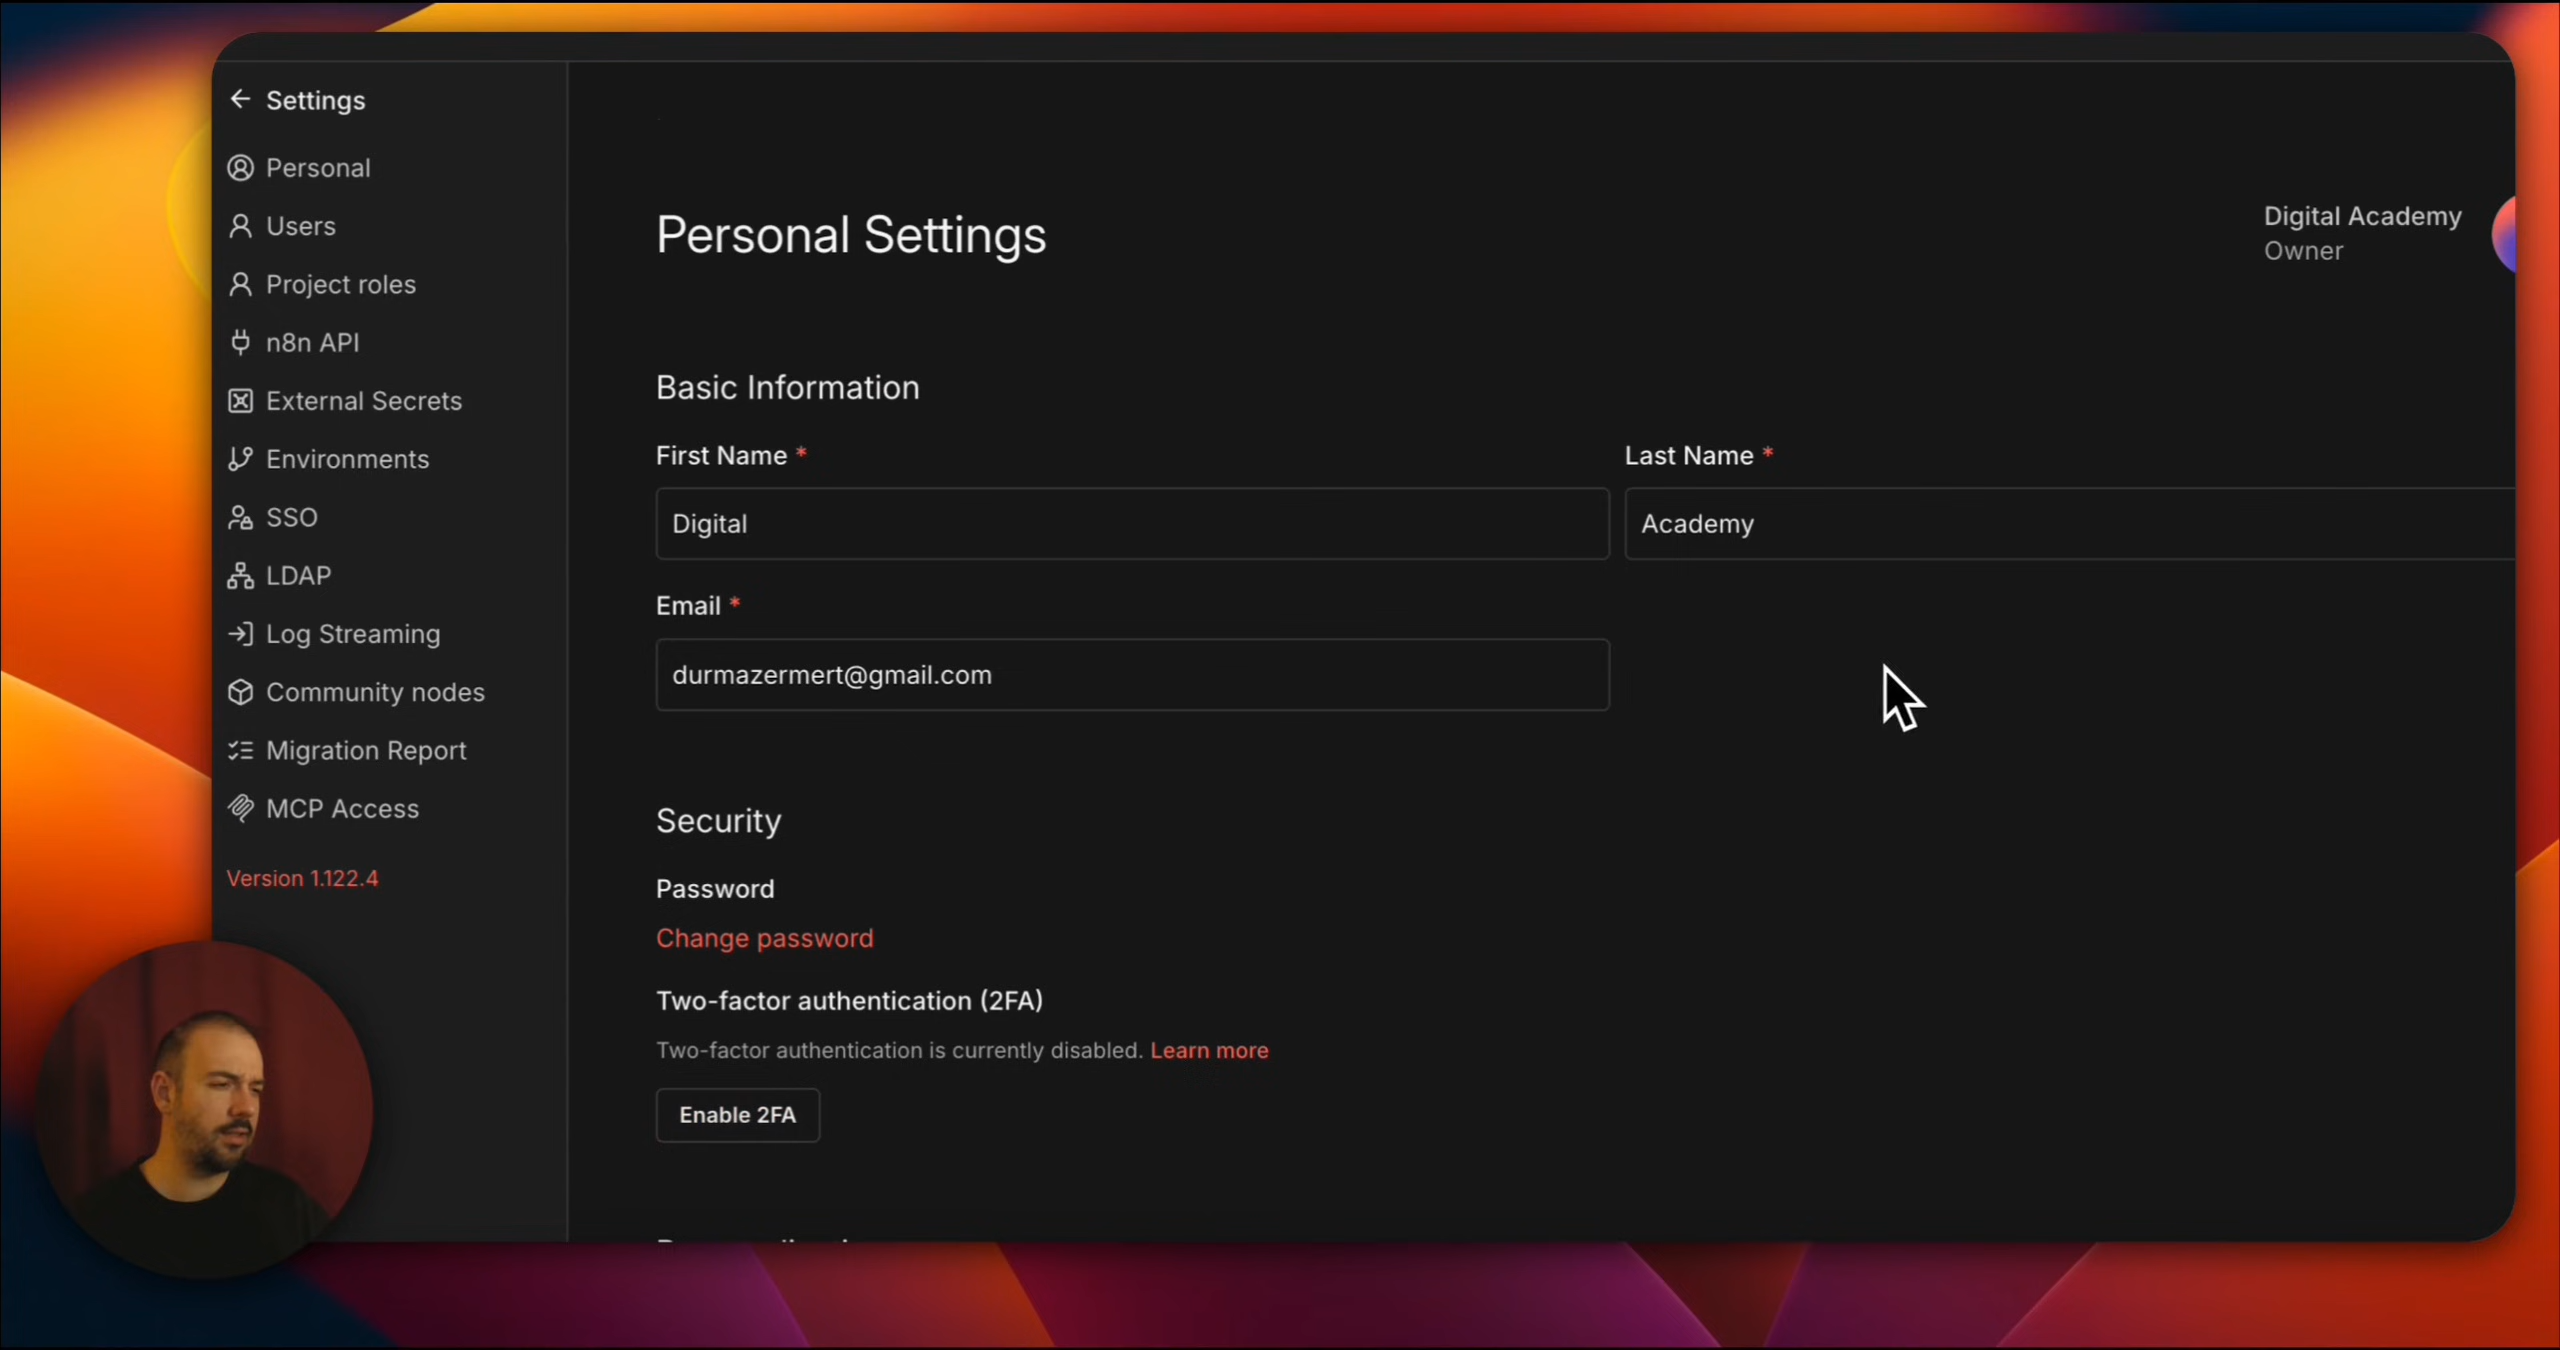 Settings
Personal
Users
Project roles
n8n API
External Secrets
Environments
SSO
LDAP
Log Streaming
Community nodes
Migration Report
MCP Access
Version 1.122.4
Personal Settings
Digital Academy
Owner
Basic Information
First Name *
Last Name *
Digital
Academy
Email *
durmazermert@gmail.com
Security
Password
Change password
Two-factor authentication (2FA)
Two-factor authentication is currently disabled. Learn more
Enable 2FA